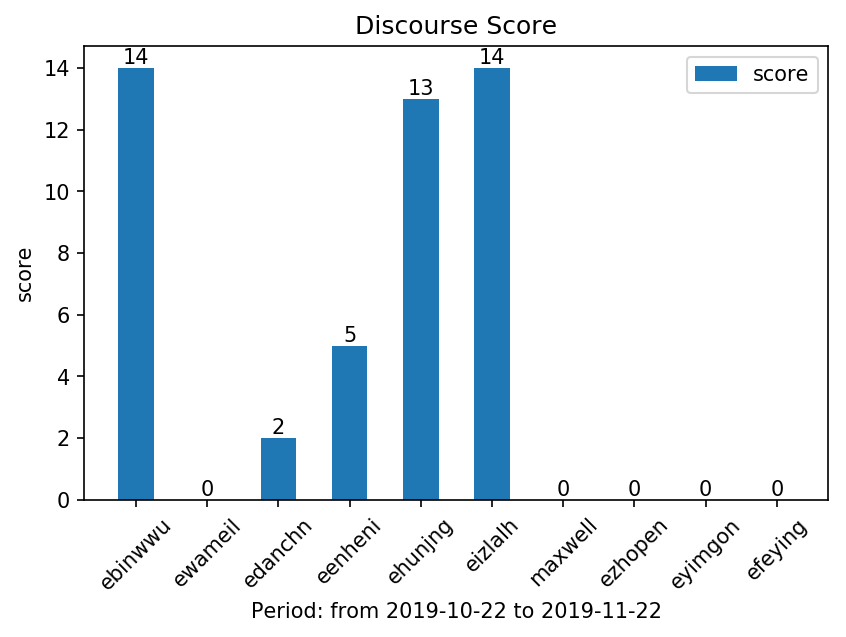 Discourse Score
score
14
12
10
8
6
4
2
0
score
14
0
2
5
13
14
0
0
0
0
ebinwwu
ewameil
edanchn
eenheni
ehunjng
eizlalh
maxwell
ezhopen
eyimgon
efeying
Period: from 2019-10-22 to 2019-11-22